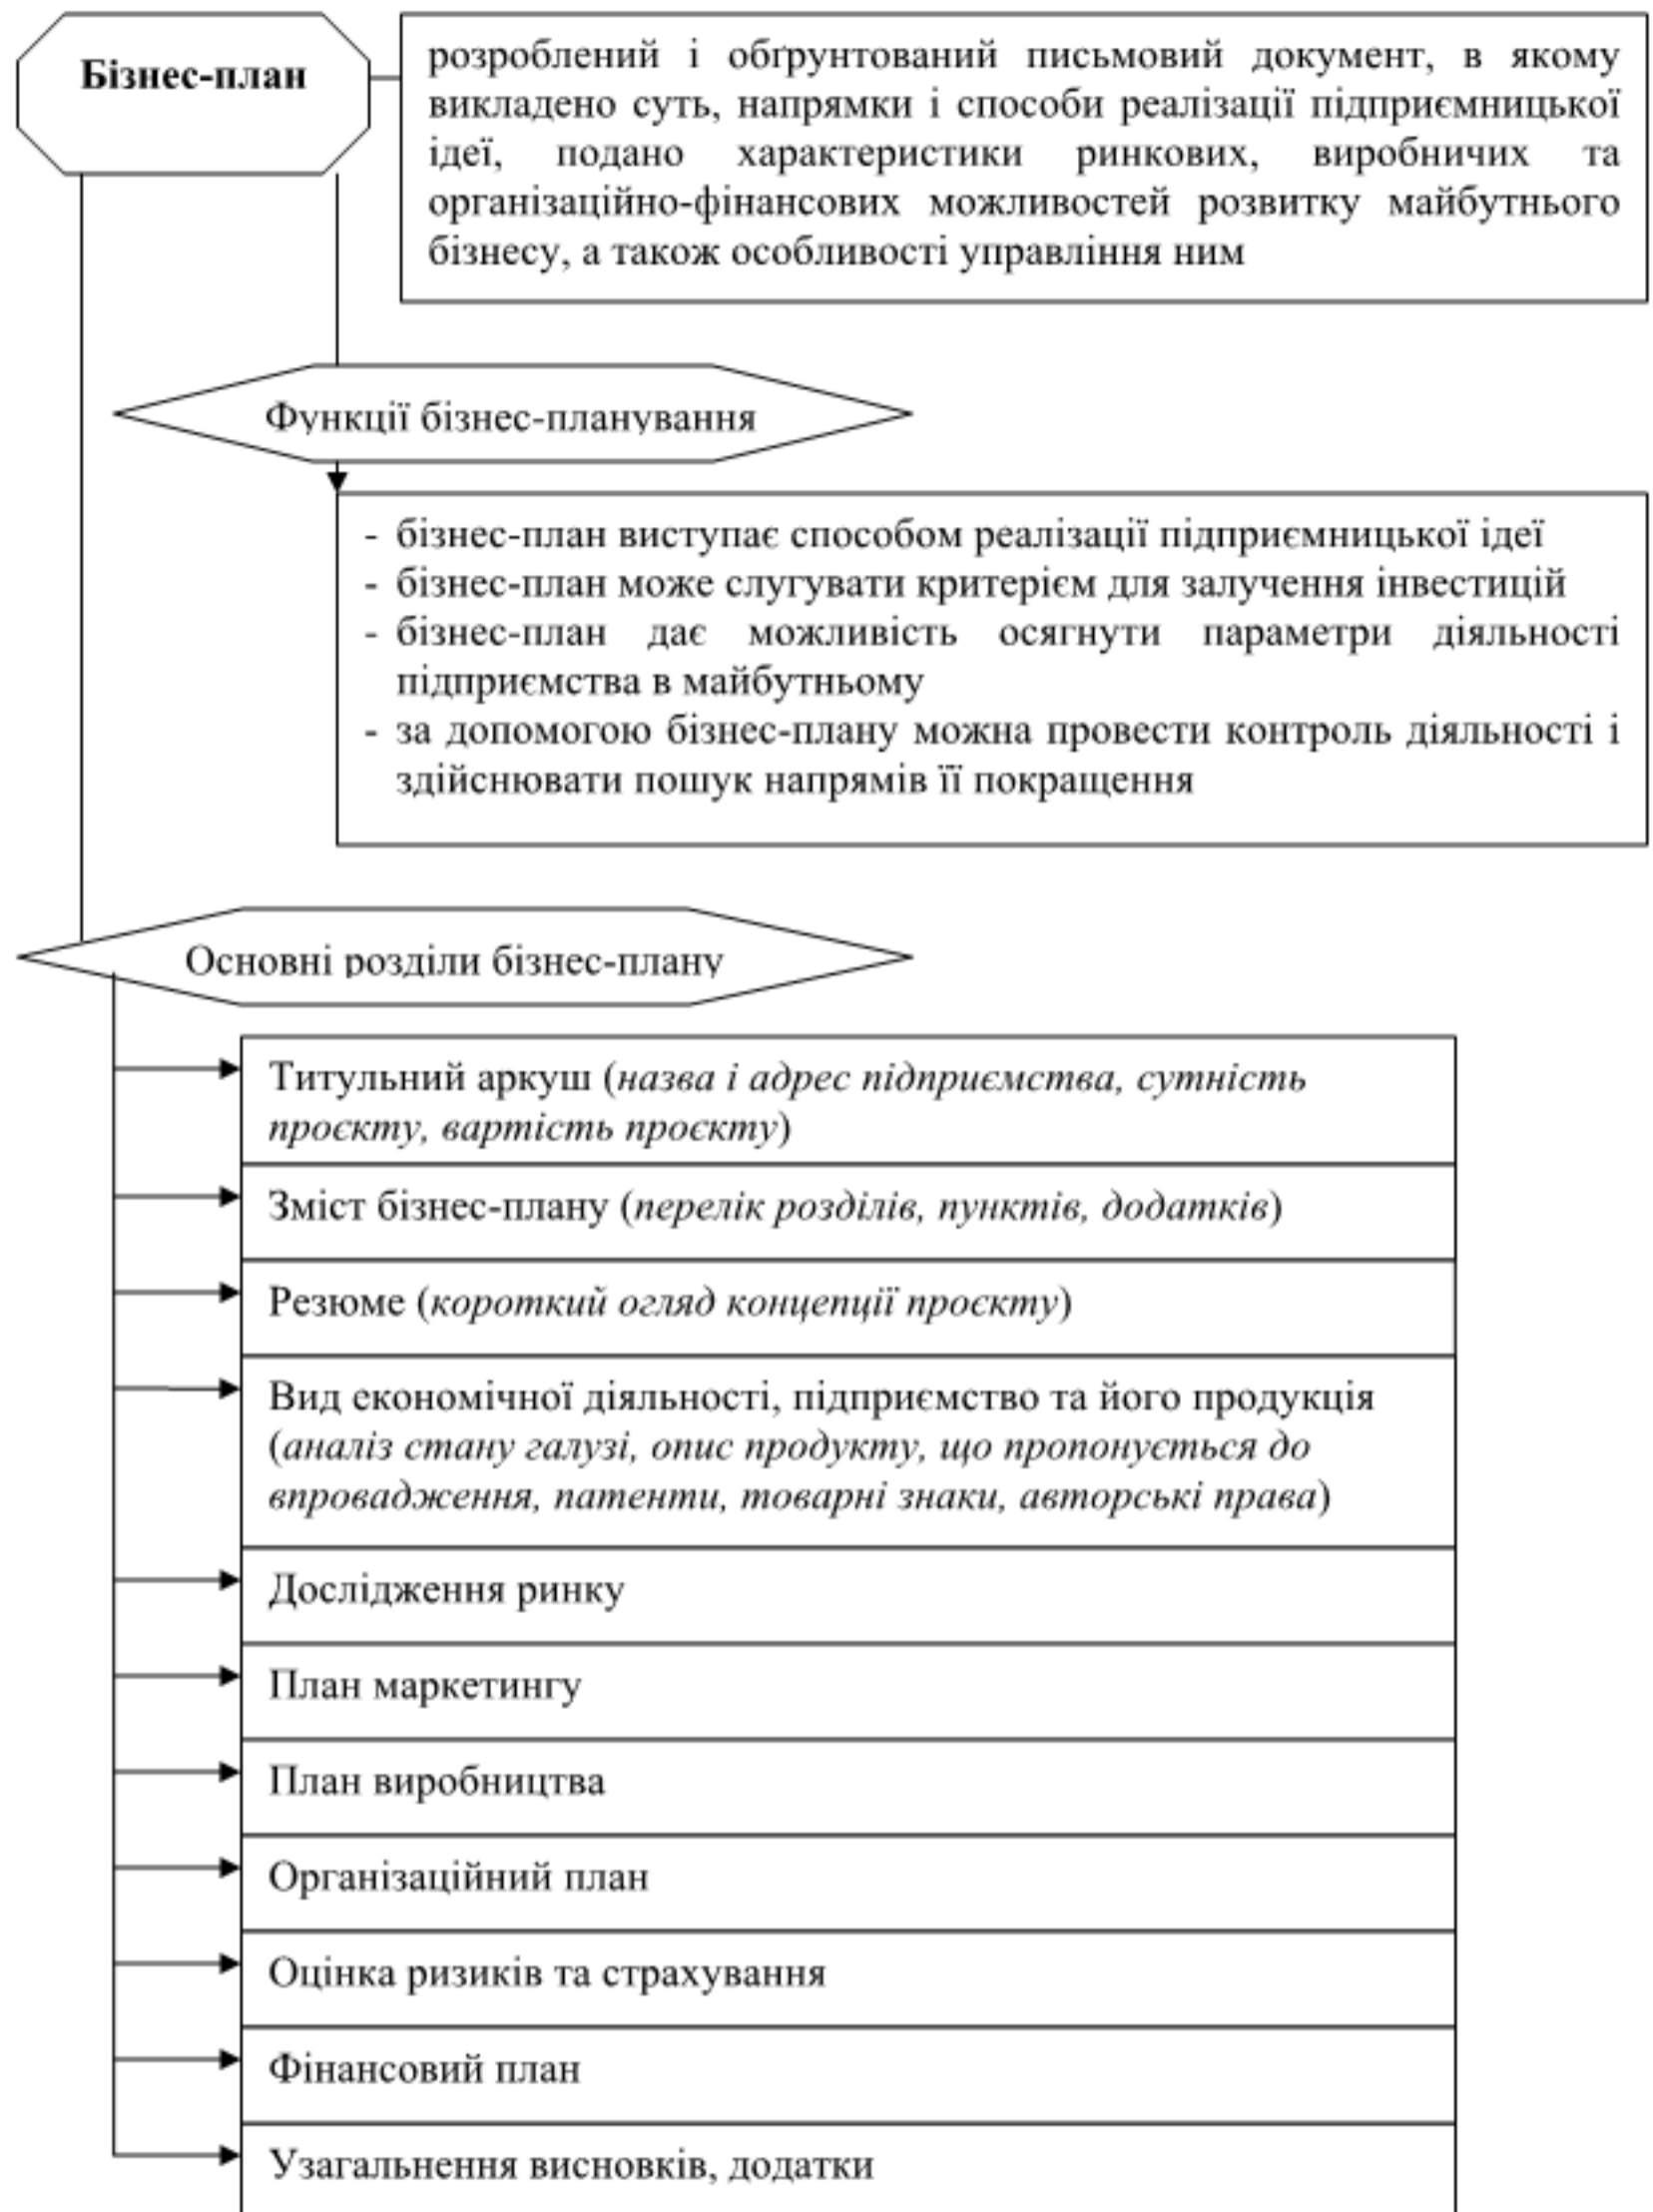 Бізнес-план
розроблений і обґрунтований письмовий документ, в якому
викладено суть, напрямки і способи реалізації підприємницької
ідеї, подано характеристики ринкових, виробничих та
організаційно-фінансових можливостей розвитку майбутнього
бізнесу, а також особливості управління ним
Функції бізнес-планування
- бізнес-план виступає способом реалізації підприємницької ідеї
- бізнес-план може слугувати критерієм для залучення інвестицій
- бізнес-план дає можливість осягнути параметри діяльності
підприємства в майбутньому
- за допомогою бізнес-плану можна провести контроль діяльності і
здійснювати пошук напрямів її покращення
Основні розділи бізнес-плану
Титульний аркуш (назва і адрес підприємства, сутність
проєкту, вартість проєкту)
Зміст бізнес-плану (перелік розділів, пунктів, додатків)
Резюме (короткий огляд концепції проєкту)
Вид економічної діяльності, підприємство та його продукція
(аналіз стану галузі, опис продукту, що пропонується до
впровадження, патенти, товарні знаки, авторські права)
Дослідження ринку
План маркетингу
План виробництва
Організаційний план
Оцінка ризиків та страхування
Фінансовий план
Узагальнення висновків, додатки